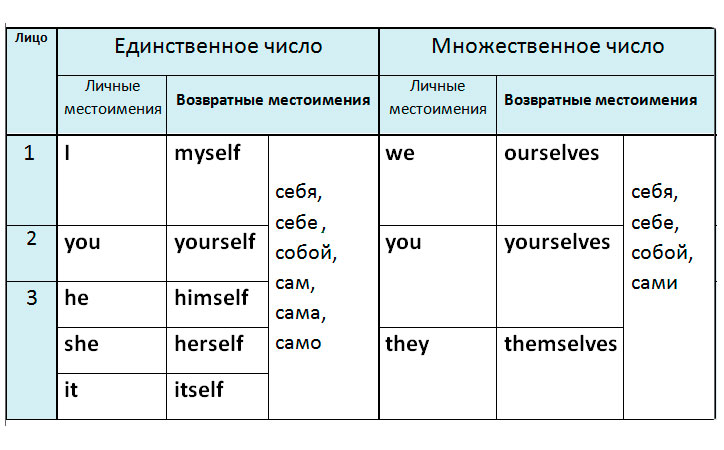 Лицо Единственное число Множественное число
Личные местоимения Возвратные местоимения Личные местоимения Возвратные местоимения
1 I myself we ourselves
себя, себя,
себе , себе,
2 you yourself you yourselves
собой, собой,
сам, сами
3 he himself
сама,
she herself само they themselves
it itself